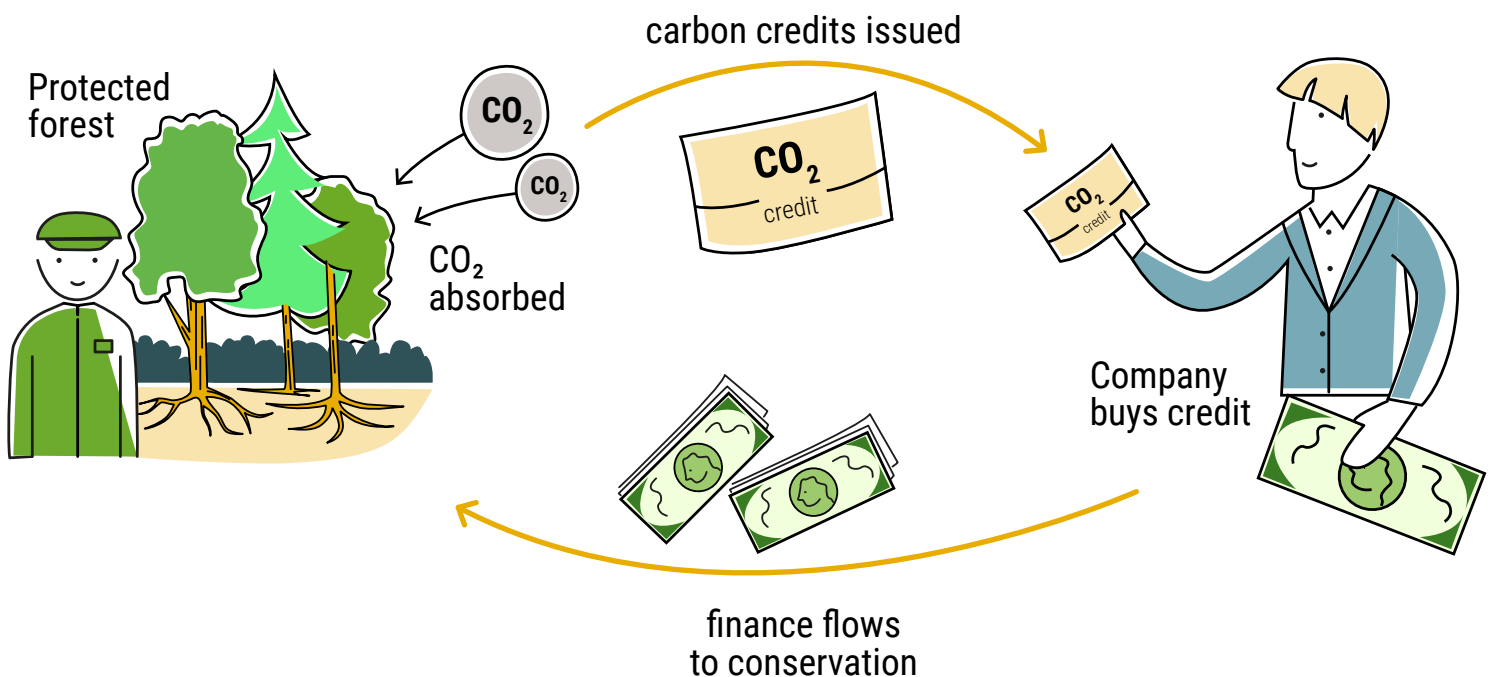 carbon credits issued
Protected
forest
CO₂
CO₂
CO₂
absorbed
CO₂
credit
CO₂
credit
Company
buys credit
finance flows
to conservation